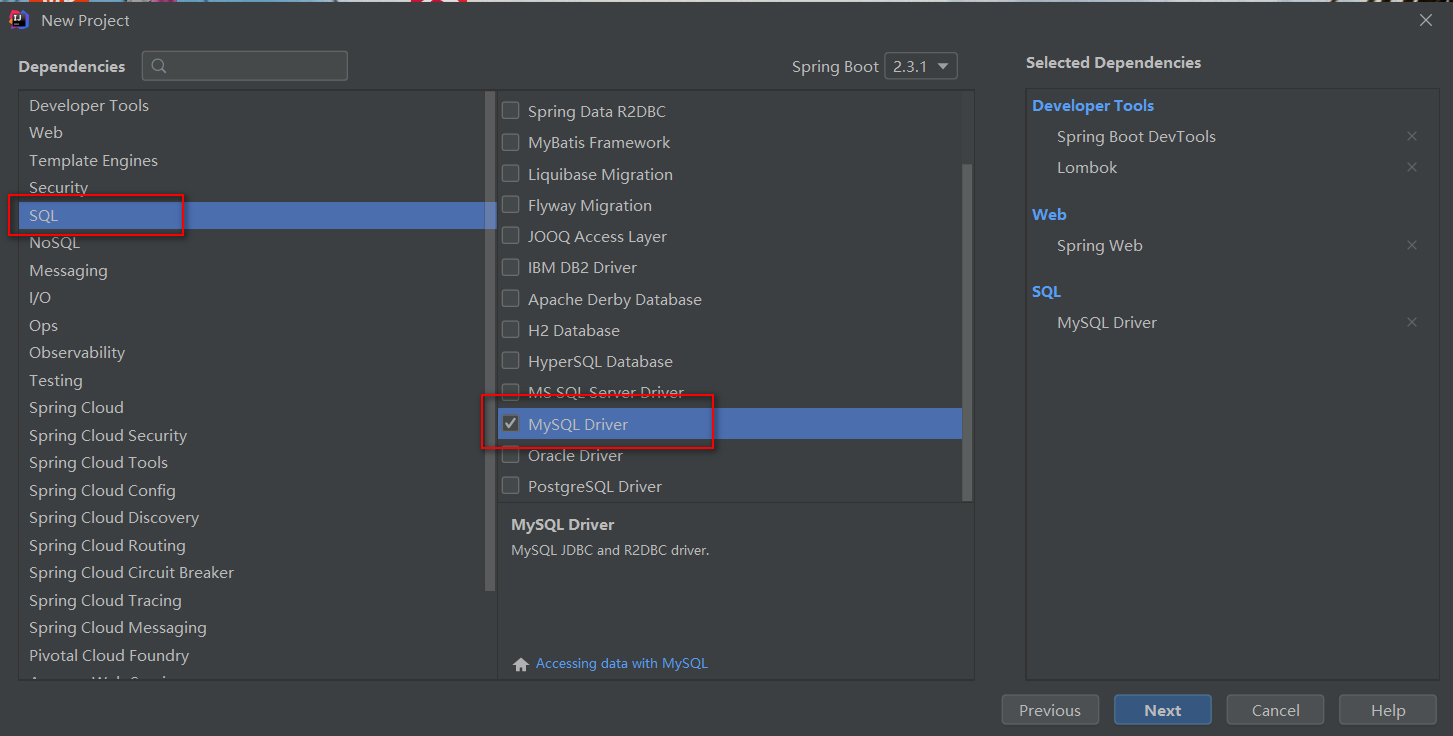 New Project
Dependencies
Spring Boot 2.3.1
Developer Tools
Web
Template Engines
Security
SQL
NoSQL
Messaging
I/O
Ops
Observability
Testing
Spring Cloud
Spring Cloud Security
Spring Cloud Tools
Spring Cloud Config
Spring Cloud Discovery
Spring Cloud Routing
Spring Cloud Circuit Breaker
Spring Cloud Tracing
Spring Cloud Messaging
Pivotal Cloud Foundry
Spring Data R2DBC
MyBatis Framework
Liquibase Migration
Flyway Migration
JOOQ Access Layer
IBM DB2 Driver
Apache Derby Database
H2 Database
HyperSQL Database
MS SQL Server Driver
MySQL Driver
Oracle Driver
PostgreSQL Driver
MySQL Driver
MySQL JDBC and R2DBC driver.
Accessing data with MySQL
Selected Dependencies
Developer Tools
Spring Boot DevTools
Lombok
Web
Spring Web
SQL
MySQL Driver
Previous
Next
Cancel
Help